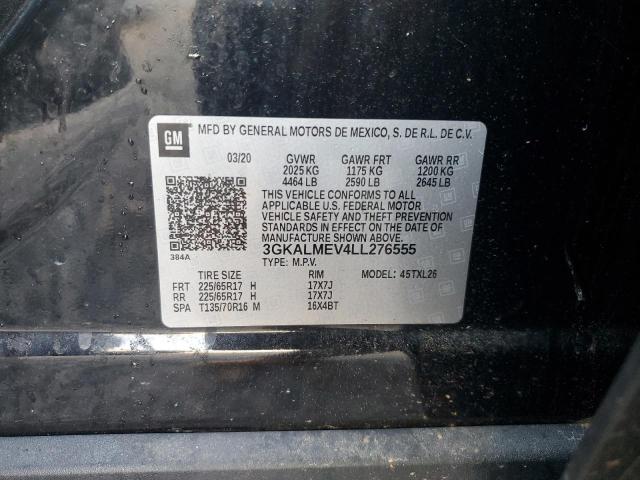 GM
MFD BY GENERAL MOTORS DE MEXICO, S. DE R.L. DE C.V.
03/20 GVWR GAWR FRT GAWR RR
2025 KG 1175 KG 1200 KG
4464 LB 2590 LB 2645 LB
THIS VEHICLE CONFORMS TO ALL
APPLICABLE U.S. FEDERAL MOTOR
VEHICLE SAFETY AND THEFT PREVENTION
STANDARDS IN EFFECT ON THE DATE OF
MANUFACTURE SHOWN ABOVE.
384A 3GKALMEV4LL276555
TYPE: M.P.V.
TIRE SIZE RIM MODEL: 45TXL26
FRT 225/65R17 H 17X7J
RR 225/65R17 H 17X7J
SPA T135/70R16 M 16X4BT